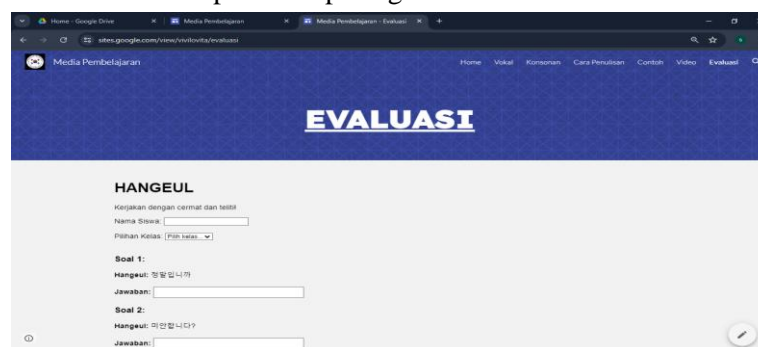 Home - Google Drive
Media Pembelajaran
Media Pembelajaran - Evaluasi
sites.google.com/view/vivilovita/evaluasi
Media Pembelajaran
Home Vokal Konsonan Cara Penulisan Contoh Video Evaluasi
EVALUASI
HANGEUL
Kerjakan dengan cermat dan teliti!
Nama Siswa:
Pilihan Kelas: Pilih kelas...
Soal 1:
Hangeul: 정말입니까
Jawaban:
Soal 2:
Hangeul: 미안합니다?
Jawaban: